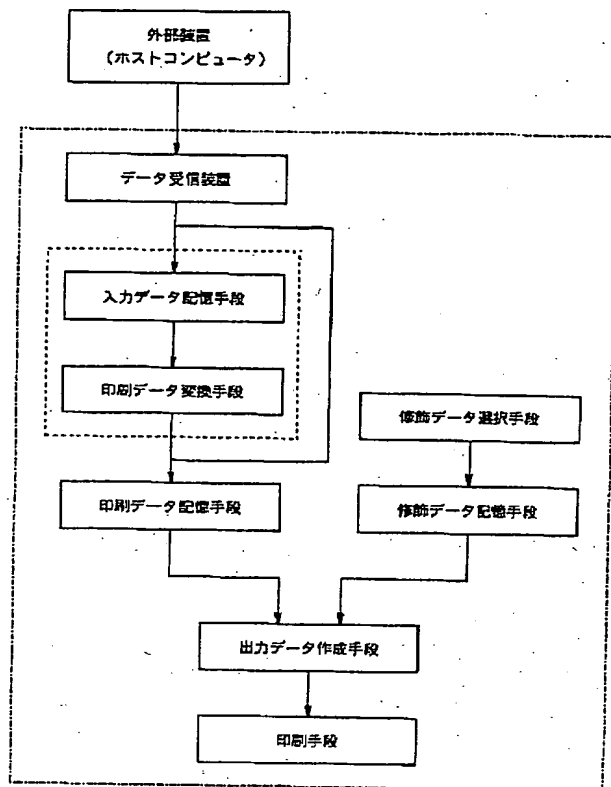 外部装置
（ホストコンピュータ）
データ受信装置
入力データ記憶手段
印刷データ変換手段
修飾データ選択手段
印刷データ記憶手段
修飾データ記憶手段
出力データ作成手段
印刷手段